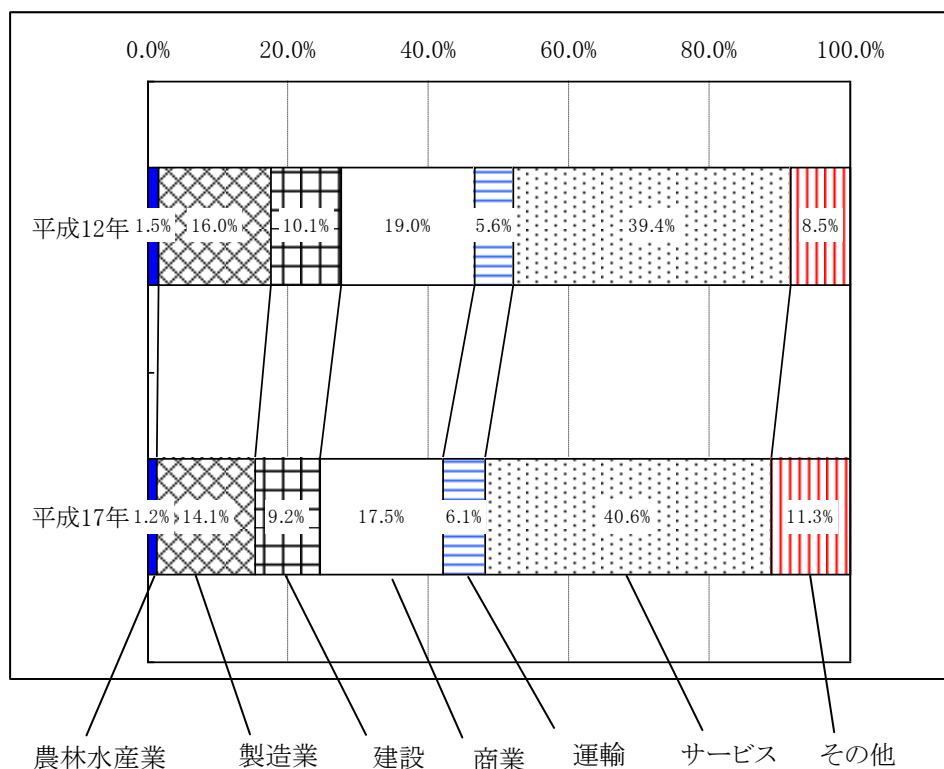 0.0% 20.0% 40.0% 60.0% 80.0% 100.0%
平成12年 1.5% 16.0% 10.1% 19.0% 5.6% 39.4% 8.5%
平成17年 1.2% 14.1% 9.2% 17.5% 6.1% 40.6% 11.3%
農林水産業 製造業 建設 商業 運輸 サービス その他